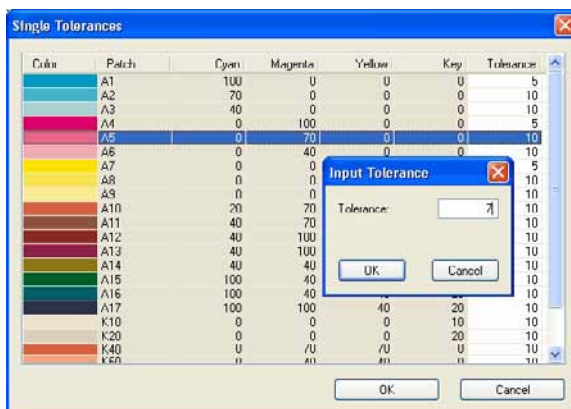 Single Tolerances
Color Patch Cyan Magenta Yellow Key Tolerance
A1 100 0 0 0 5
A2 70 0 0 0 10
A3 40 0 0 0 10
A4 0 100 0 0 5
A5 0 70 0 0 10
A6 0 40 0 0 10
A7 0 0 5
A8 0 0 10
A9 0 0 10
A10 20 70 10
A11 40 70 10
A12 40 100 10
A13 40 100 10
A14 40 40 10
A15 100 40 10
A16 100 40 10
A17 100 100 40 20 10
K10 0 0 0 10 10
K20 0 0 0 20 10
K40 0 70 70 0 10
K60 0 40 40 0 10
Input Tolerance
Tolerance: 7
OK Cancel
OK Cancel